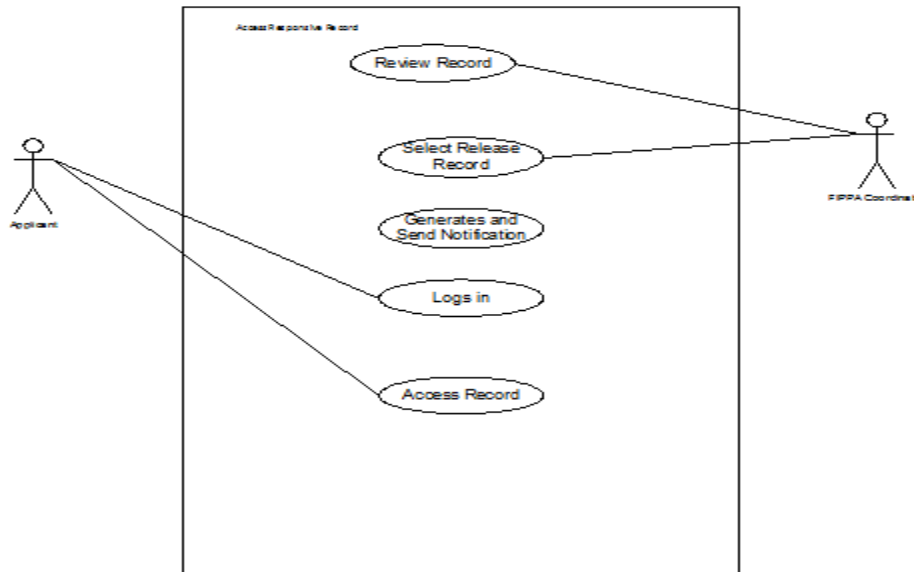 Access Responsive Record
Review Record
Select Release
Record
Applicant
FIPPA Coordinat
Generates and
Send Notification
Logs in
Access Record